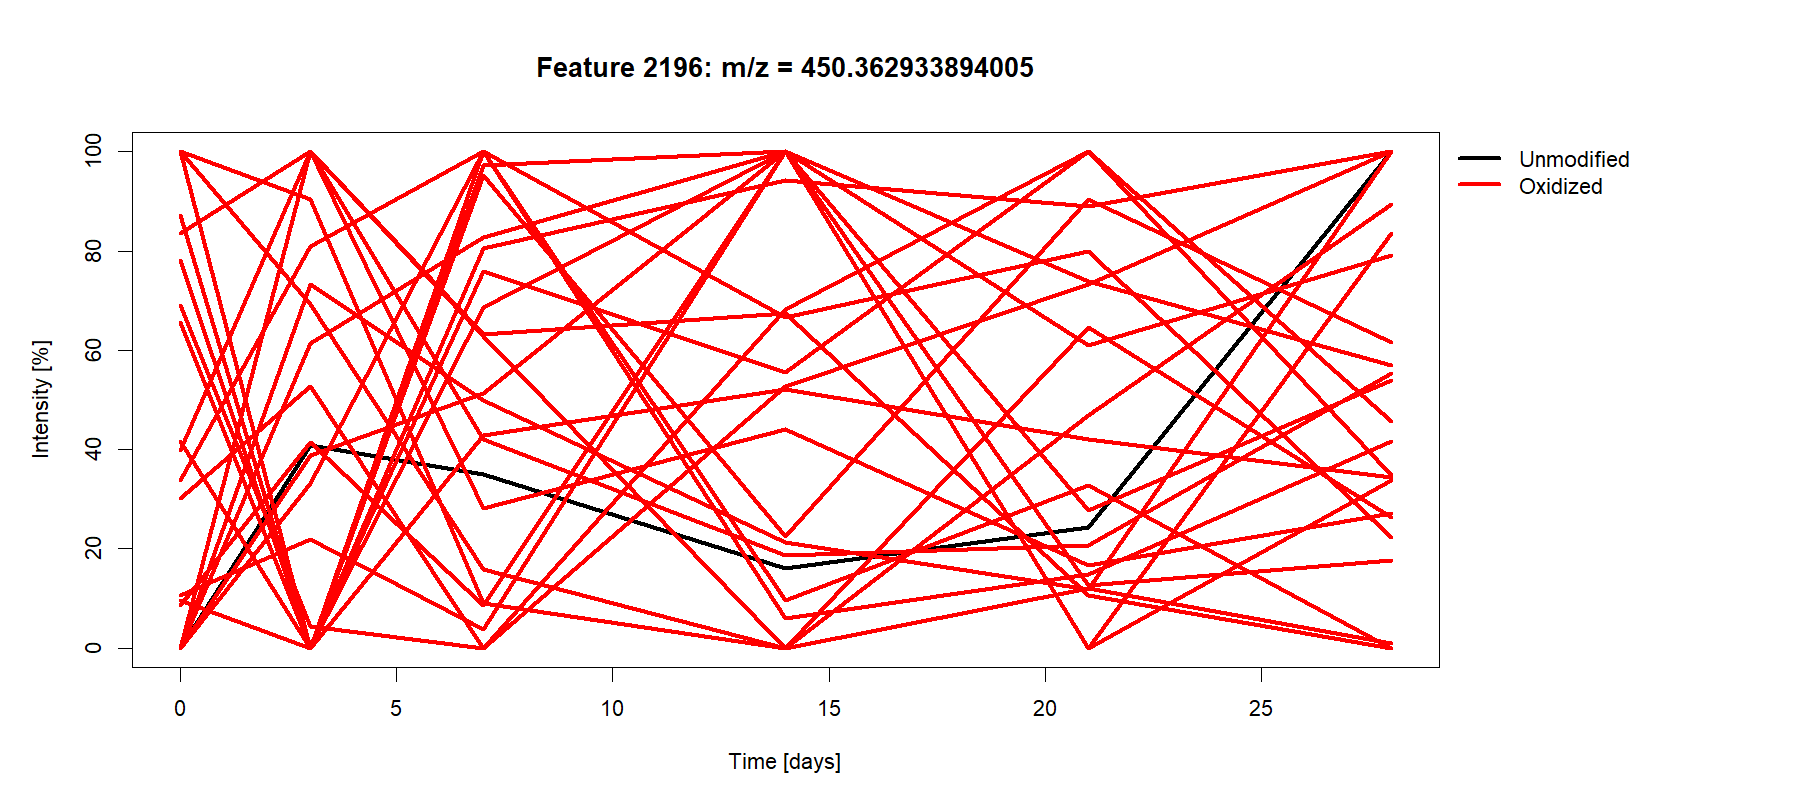 Feature 2196: m/z = 450.362933894005
Unmodified
Oxidized
100
80
60
40
20
0
Intensity [%]
0 5 10 15 20 25
Time [days]